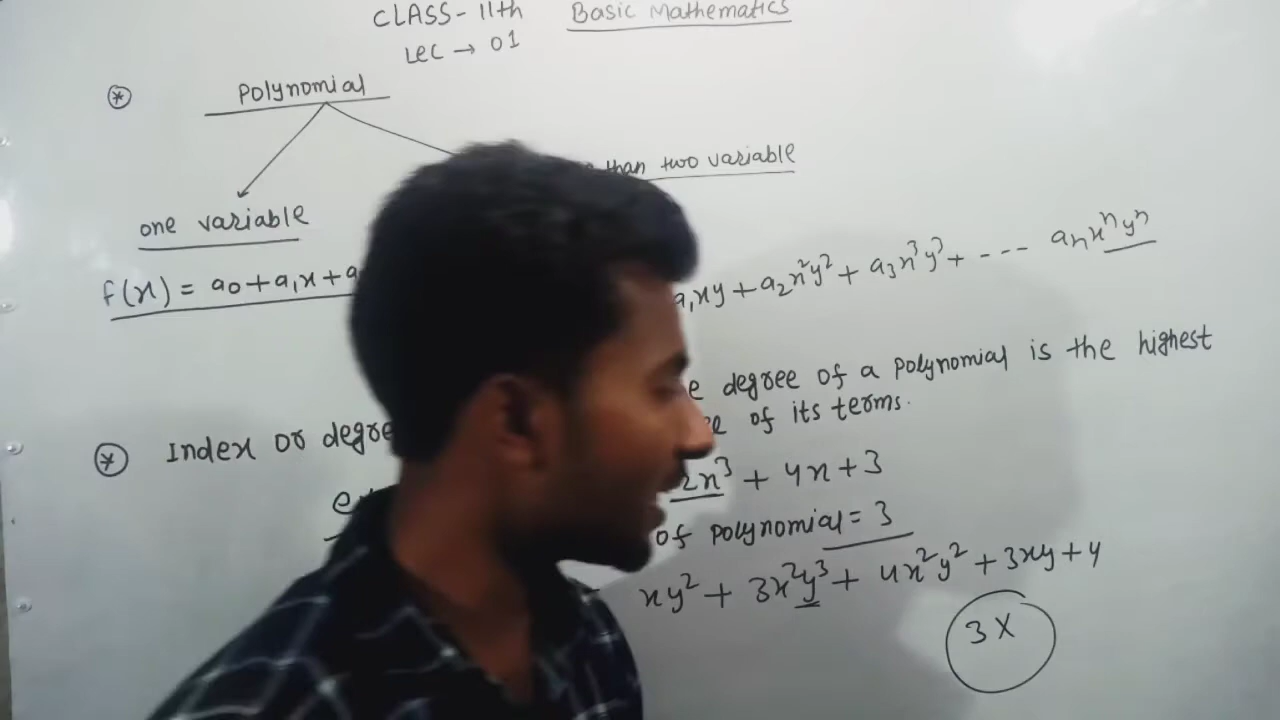 CLASS-11th Basic Mathematics
Lec → 01
* Polynomial
than two variable
one variable
f(x) = a₀+a₁x+a
a₁xy + a₂x²y² + a₃x³y³ + --- aₙxⁿyⁿ
degree of a polynomial is the highest
* Index or degre
of its terms.
2x³ + 4x + 3
of polynomial = 3
xy² + 3x²y³ + 4x²y² + 3xy + 4
3 X